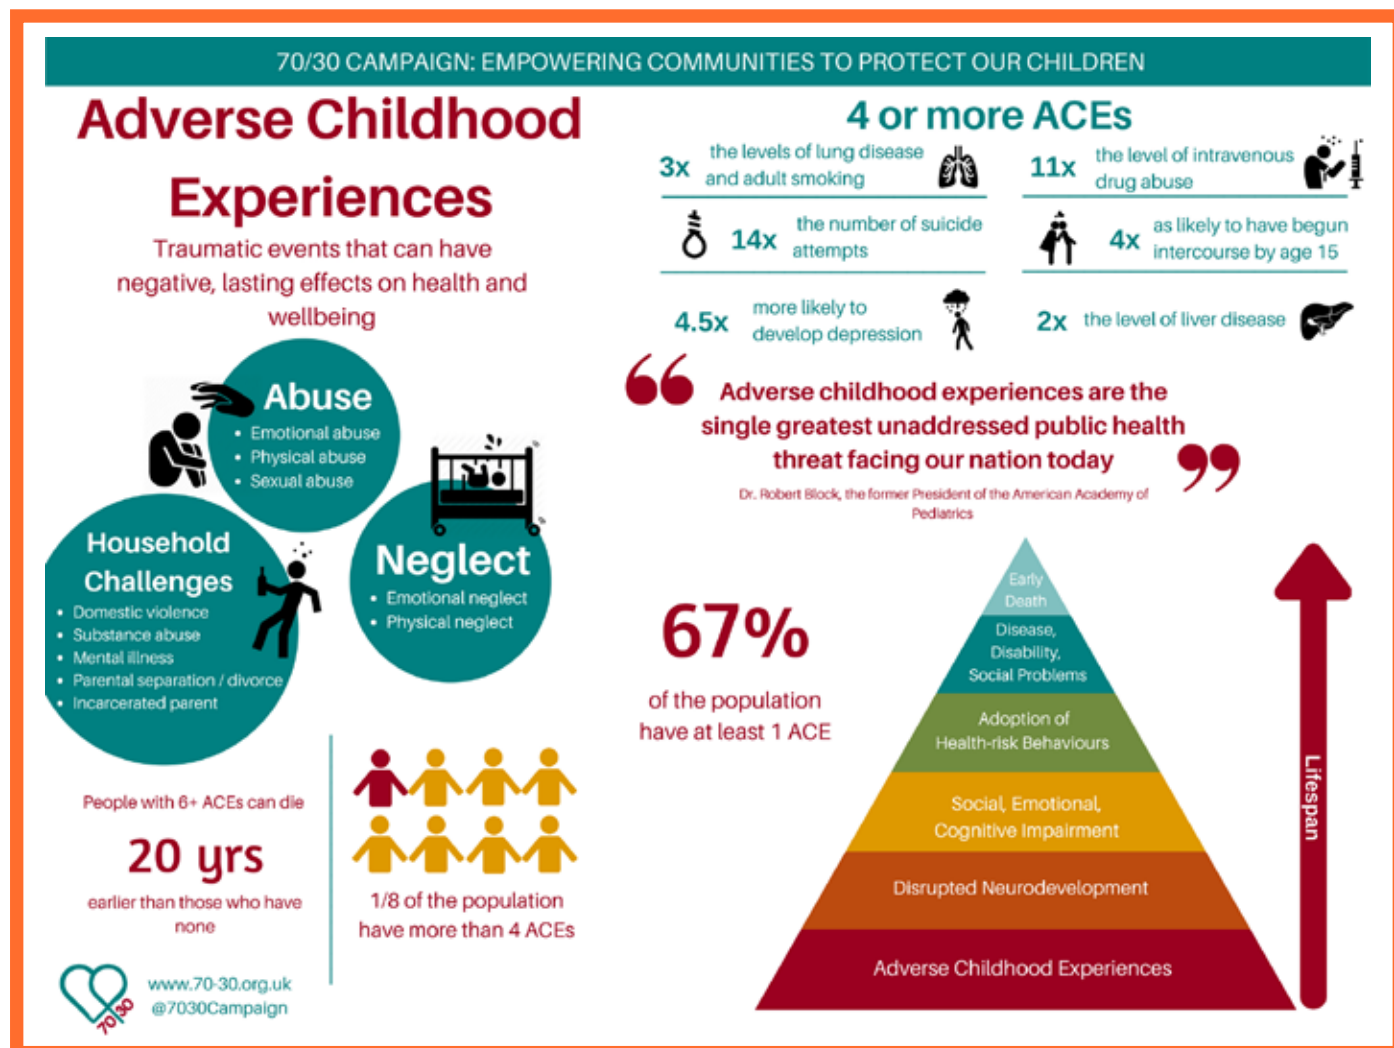 70/30 CAMPAIGN: EMPOWERING COMMUNITIES TO PROTECT OUR CHILDREN
Adverse Childhood
Experiences
Traumatic events that can have
negative, lasting effects on health and
wellbeing
Abuse
• Emotional abuse
• Physical abuse
• Sexual abuse
Household
Challenges
• Domestic violence
• Substance abuse
• Mental illness
• Parental separation / divorce
• Incarcerated parent
Neglect
• Emotional neglect
• Physical neglect
People with 6+ ACEs can die
20 yrs
earlier than those who have
none
1/8 of the population
have more than 4 ACEs
70/30
www.70-30.org.uk
@7030Campaign
4 or more ACEs
3x
the levels of lung disease
and adult smoking
11x
the level of intravenous
drug abuse
14x
the number of suicide
attempts
4x
as likely to have begun
intercourse by age 15
4.5x
more likely to
develop depression
2x
the level of liver disease
“ Adverse childhood experiences are the
single greatest unaddressed public health
threat facing our nation today ”
Dr. Robert Block, the former President of the American Academy of
Pediatrics
67%
of the population
have at least 1 ACE
Early
Death
Disease,
Disability,
Social Problems
Adoption of
Health-risk Behaviours
Social, Emotional,
Cognitive Impairment
Disrupted Neurodevelopment
Adverse Childhood Experiences
Lifespan